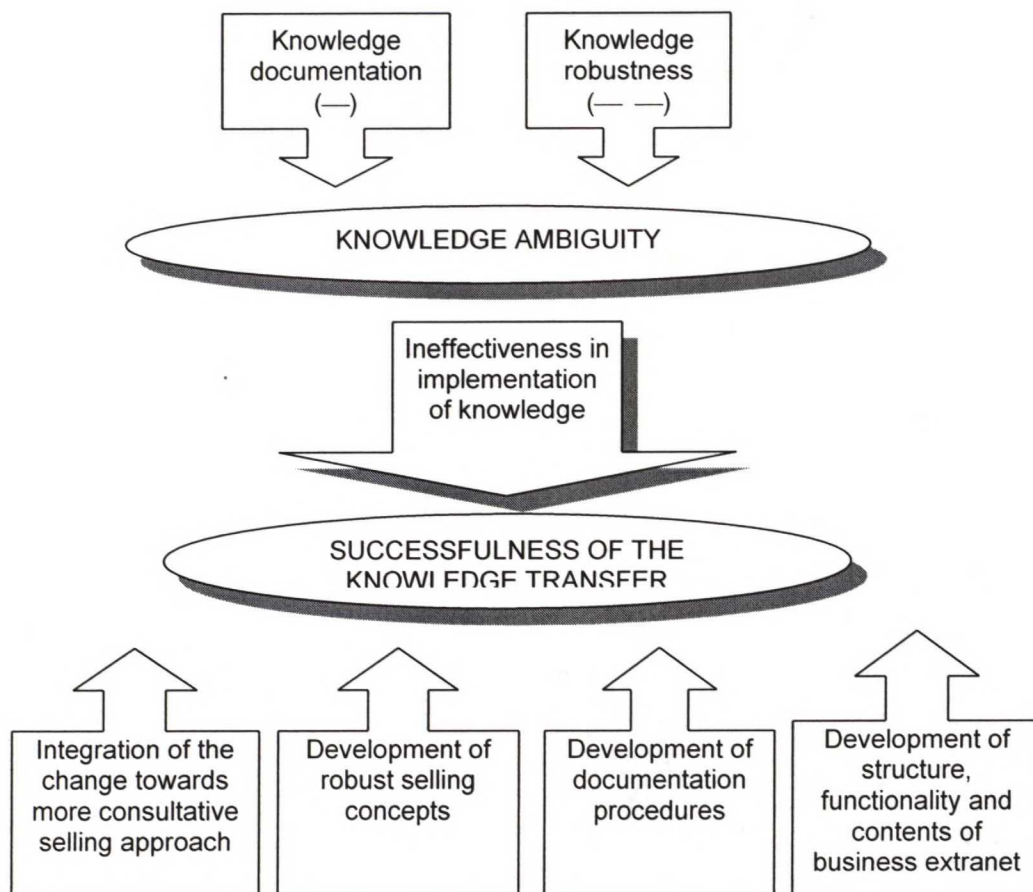 Knowledge
documentation
(—)
Knowledge
robustness
(— —)
KNOWLEDGE AMBIGUITY
Ineffectiveness in
implementation
of knowledge
SUCCESSFULNESS OF THE
KNOWLEDGE TRANSFER
Integration of the
change towards
more consultative
selling approach
Development of
robust selling
concepts
Development of
documentation
procedures
Development of
structure,
functionality and
contents of
business extranet